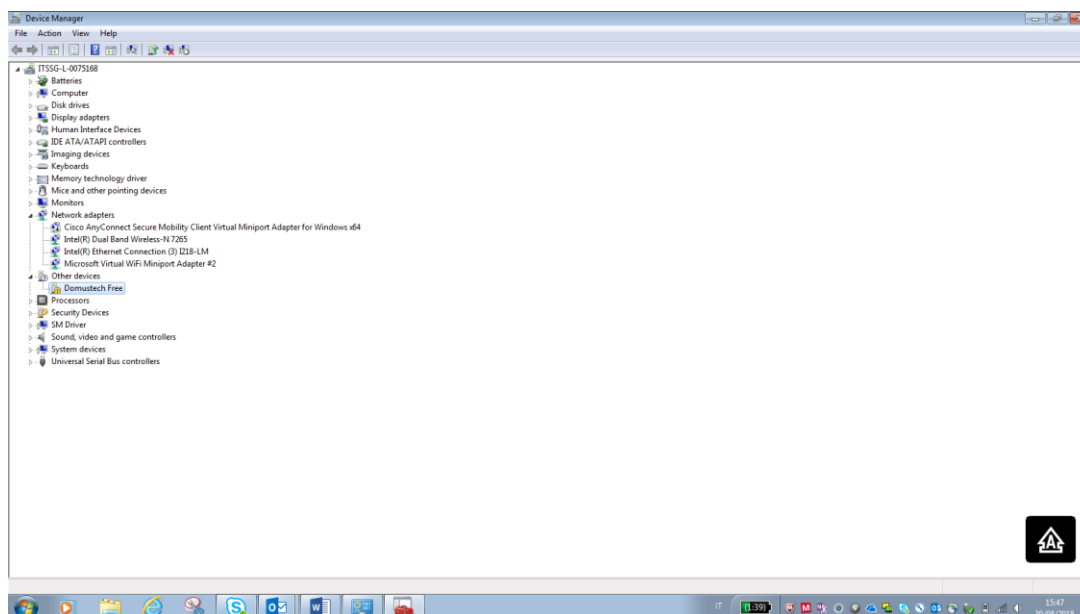 Device Manager
File Action View Help
ITSSG-L-0075168
Batteries
Computer
Disk drives
Display adapters
Human Interface Devices
IDE ATA/ATAPI controllers
Imaging devices
Keyboards
Memory technology driver
Mice and other pointing devices
Monitors
Network adapters
Cisco AnyConnect Secure Mobility Client Virtual Miniport Adapter for Windows x64
Intel(R) Dual Band Wireless-N 7265
Intel(R) Ethernet Connection (3) I218-LM
Microsoft Virtual WiFi Miniport Adapter #2
Other devices
Domustech Free
Processors
Security Devices
SM Driver
Sound, video and game controllers
System devices
Universal Serial Bus controllers
A
IT (1:39) 15:47